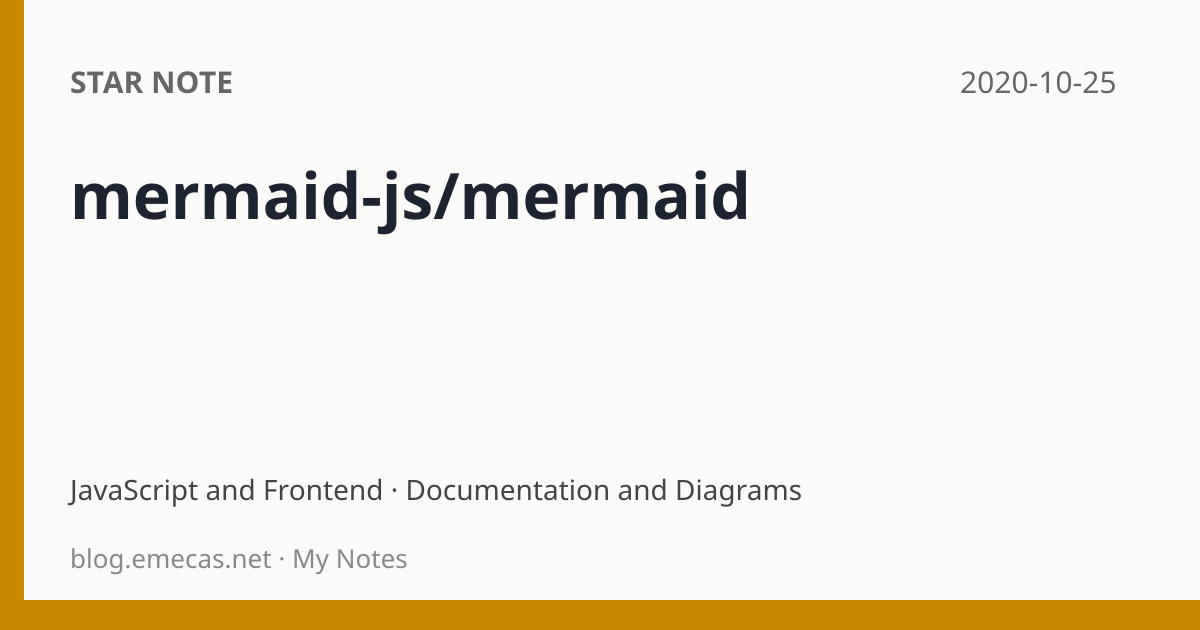 STAR NOTE
2020-10-25
mermaid-js/mermaid
JavaScript and Frontend · Documentation and Diagrams
blog.emecas.net · My Notes